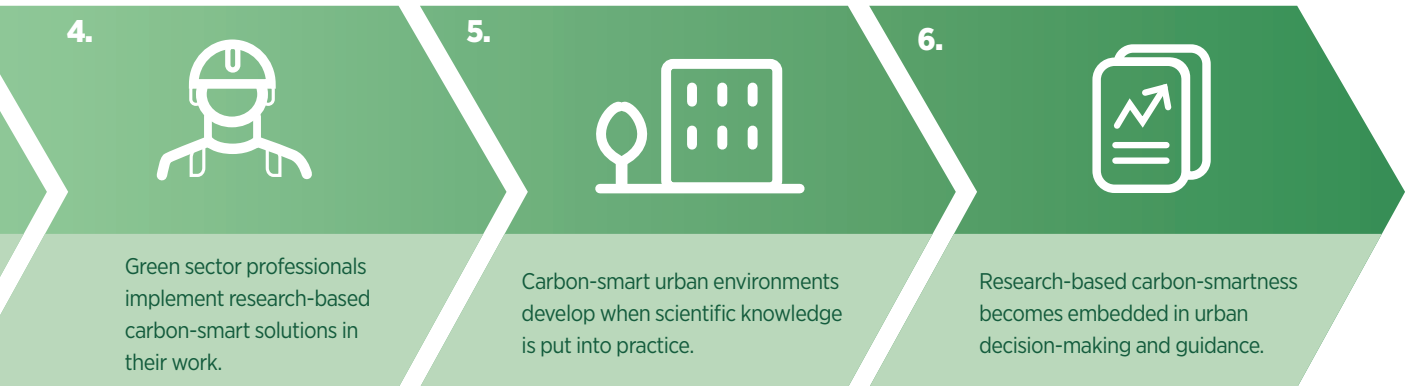 4.
Green sector professionals
implement research-based
carbon-smart solutions in
their work.
5.
Carbon-smart urban environments
develop when scientific knowledge
is put into practice.
6.
Research-based carbon-smartness
becomes embedded in urban
decision-making and guidance.